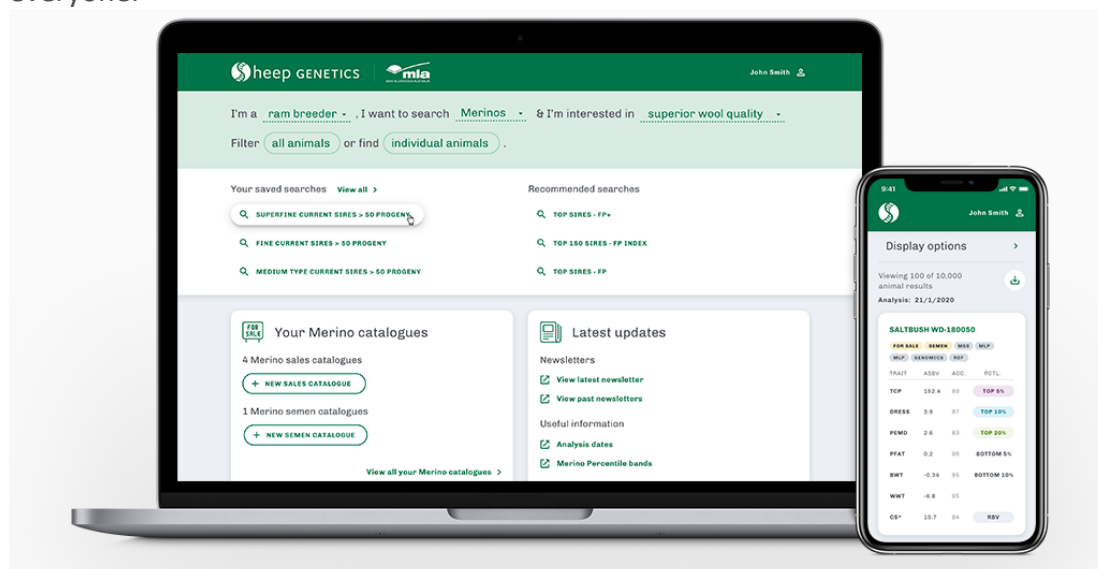 everyone.
Sheep GENETICS
mla
John Smith
I'm a ram breeder , I want to search Merinos & I'm interested in superior wool quality
Filter all animals or find individual animals .
Your saved searches View all >
SUPERFINE CURRENT SIRES > 50 PROGENY
FINE CURRENT SIRES > 50 PROGENY
MEDIUM TYPE CURRENT SIRES > 50 PROGENY
Recommended searches
TOP SIRES - FP+
TOP 150 SIRES - FP INDEX
TOP SIRES - FP
FOR SALE
Your Merino catalogues
4 Merino sales catalogues
+ NEW SALES CATALOGUE
1 Merino semen catalogues
+ NEW SEMEN CATALOGUE
View all your Merino catalogues >
Latest updates
Newsletters
View latest newsletter
View past newsletters
Useful information
Analysis dates
Merino Percentile bands
9:41
John Smith
Display options >
Viewing 100 of 10,000
animal results
Analysis: 21/1/2020
SALTBUSH WD-180050
FOR SALE SEMEN MSS MLP
MLP GENOMICS RSF
TRAIT ASBV ACC. PCTL.
TCP 152.6 89 TOP 5%
DRESS 3.9 87 TOP 10%
PEMD 2.6 83 TOP 20%
PFAT 0.2 BOTTOM 5%
BWT -0.34 95 BOTTOM 10%
WWT -6.8 95
CS* 10.7 84 RBV